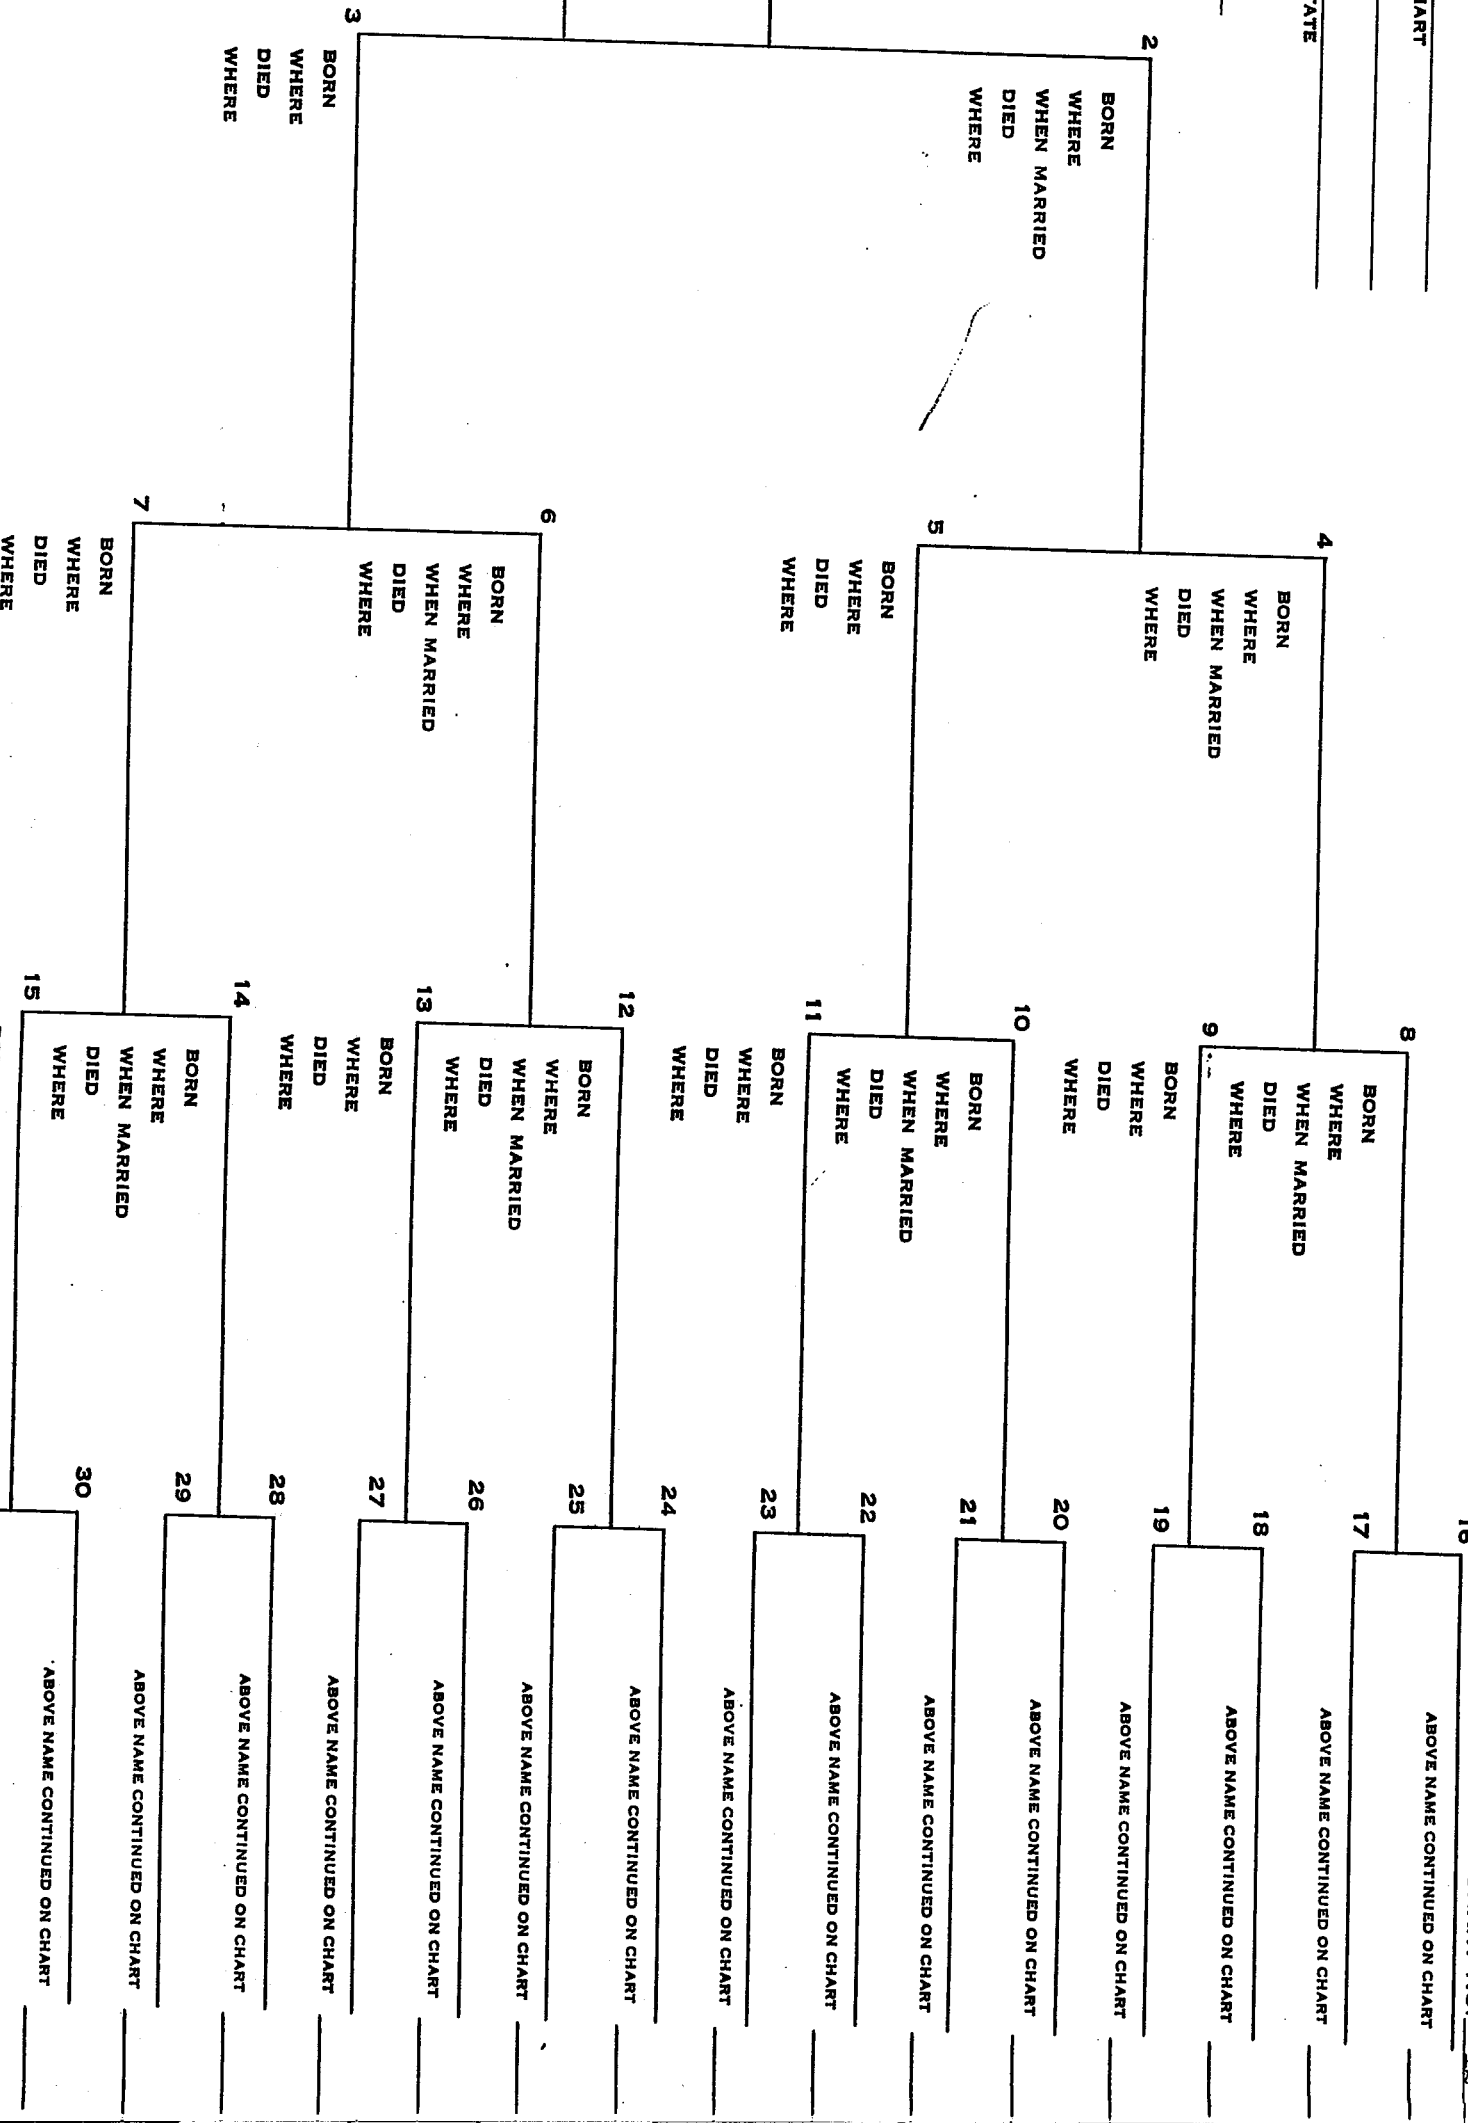 2
BORN
WHERE
WHEN MARRIED
DIED
WHERE
3
BORN
WHERE
DIED
WHERE
4
BORN
WHERE
WHEN MARRIED
DIED
WHERE
5
BORN
WHERE
DIED
WHERE
6
BORN
WHERE
WHEN MARRIED
DIED
WHERE
7
BORN
WHERE
DIED
WHERE
8
BORN
WHERE
WHEN MARRIED
DIED
WHERE
9
BORN
WHERE
DIED
WHERE
10
BORN
WHERE
WHEN MARRIED
DIED
WHERE
11
BORN
WHERE
DIED
WHERE
12
BORN
WHERE
WHEN MARRIED
DIED
WHERE
13
BORN
WHERE
DIED
WHERE
14
BORN
WHERE
WHEN MARRIED
DIED
WHERE
15
16
ABOVE NAME CONTINUED ON CHART
17
ABOVE NAME CONTINUED ON CHART
18
ABOVE NAME CONTINUED ON CHART
19
ABOVE NAME CONTINUED ON CHART
20
ABOVE NAME CONTINUED ON CHART
21
ABOVE NAME CONTINUED ON CHART
22
ABOVE NAME CONTINUED ON CHART
23
ABOVE NAME CONTINUED ON CHART
24
ABOVE NAME CONTINUED ON CHART
25
ABOVE NAME CONTINUED ON CHART
26
ABOVE NAME CONTINUED ON CHART
27
ABOVE NAME CONTINUED ON CHART
28
ABOVE NAME CONTINUED ON CHART
29
ABOVE NAME CONTINUED ON CHART
30
ABOVE NAME CONTINUED ON CHART